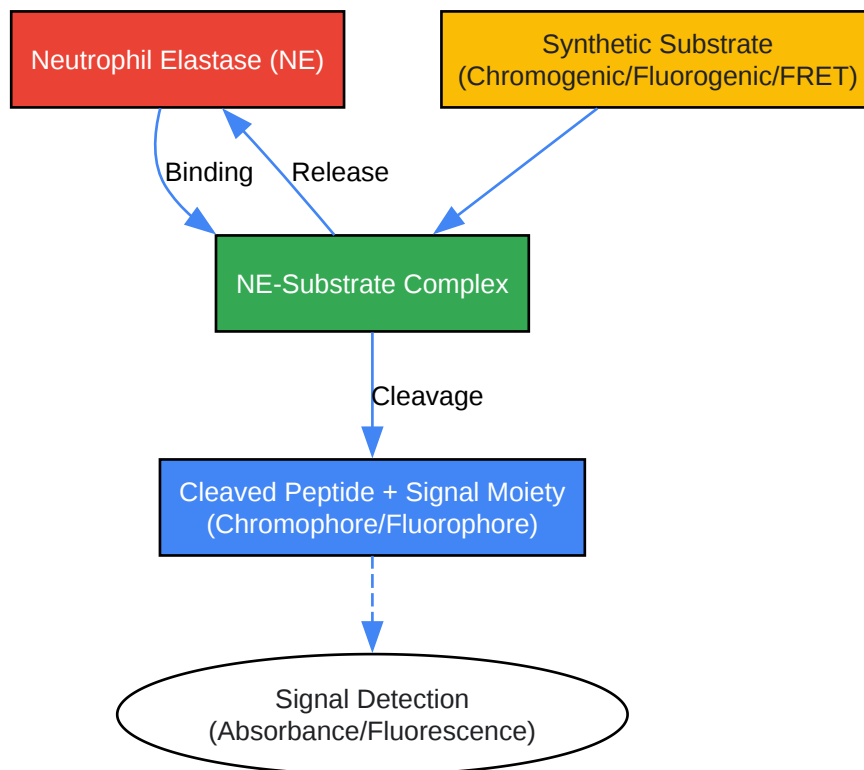 Neutrophil Elastase (NE)
Synthetic Substrate
(Chromogenic/Fluorogenic/FRET)
Binding
Release
NE-Substrate Complex
Cleavage
Cleaved Peptide + Signal Moiety
(Chromophore/Fluorophore)
Signal Detection
(Absorbance/Fluorescence)